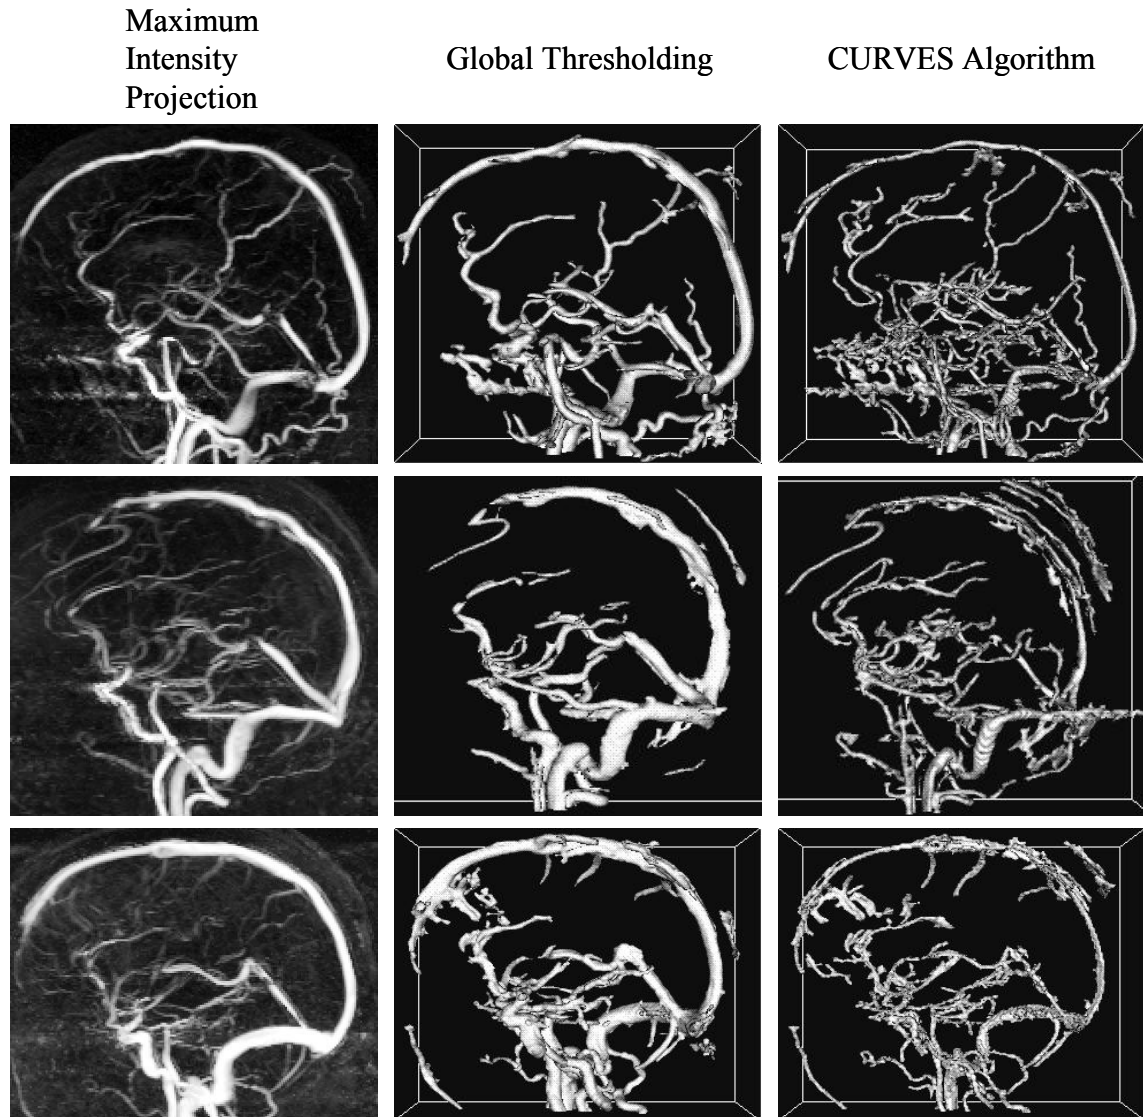 Maximum
Intensity
Projection
Global Thresholding
CURVES Algorithm